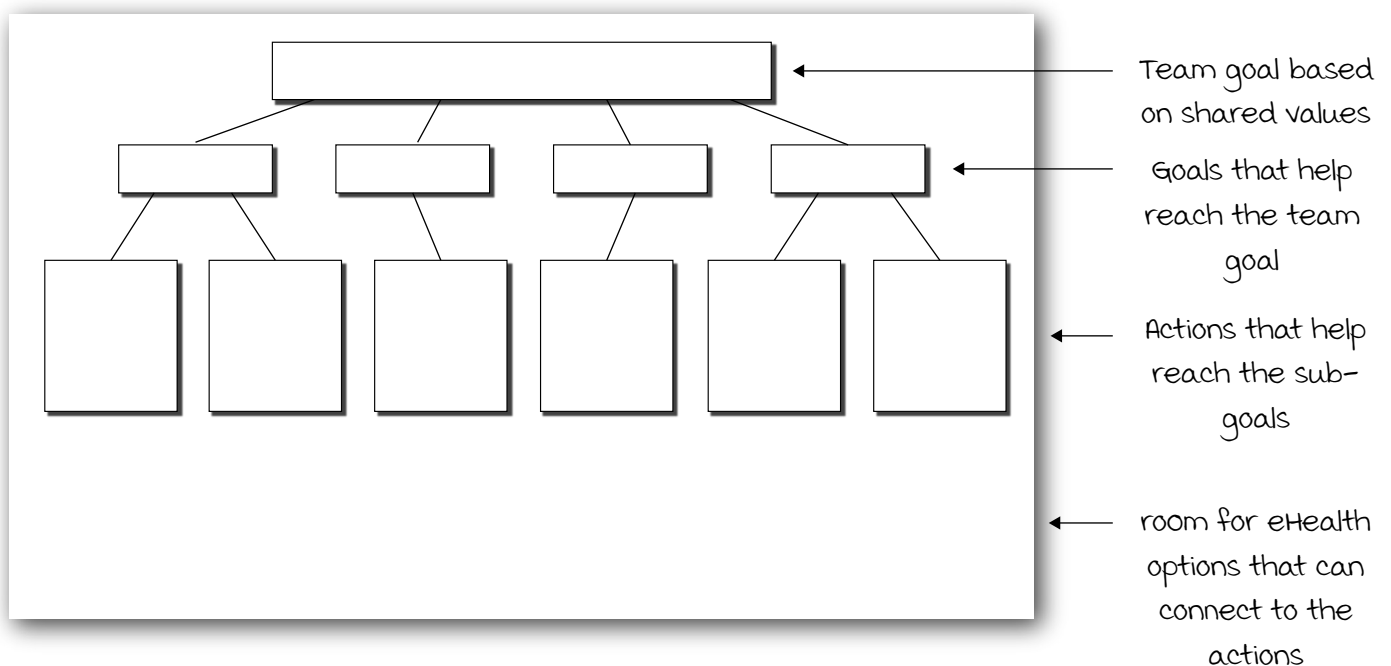 Team goal based
on shared values
Goals that help
reach the team
goal
Actions that help
reach the sub-
goals
room for eHealth
options that can
connect to the
actions